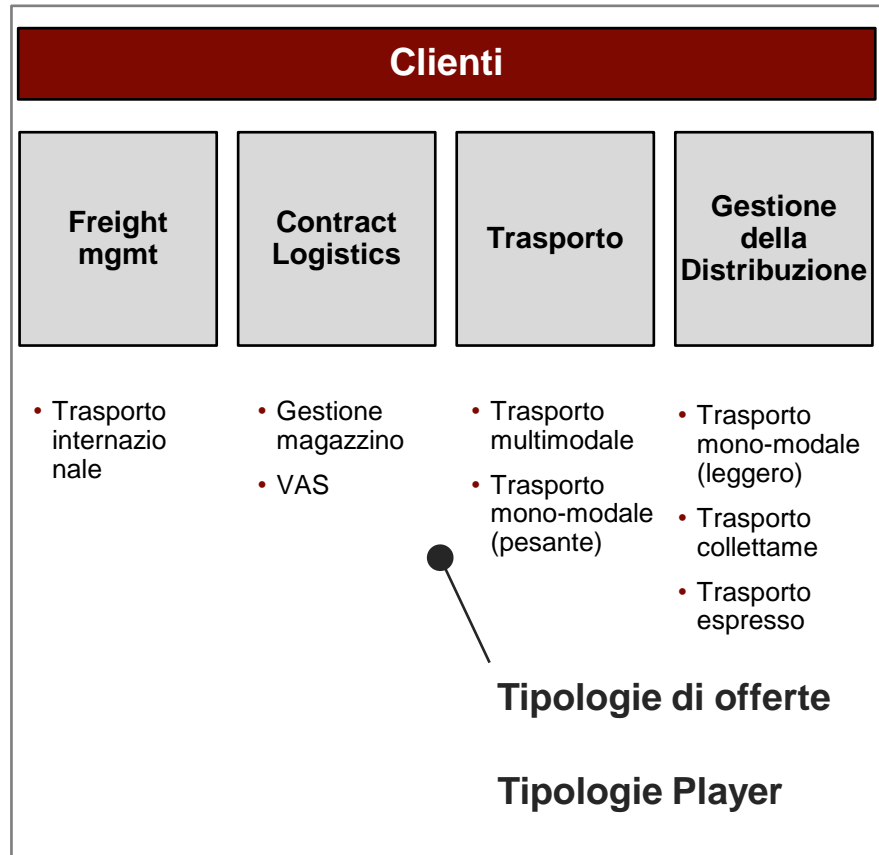 Clienti
Freight
mgmt
Contract
Logistics
Trasporto
Gestione
della
Distribuzione
• Trasporto
internazio
nale
• Gestione
magazzino
• VAS
• Trasporto
multimodale
• Trasporto
mono-modale
(pesante)
• Trasporto
mono-modale
(leggero)
• Trasporto
collettame
• Trasporto
espresso
Tipologie di offerte
Tipologie Player